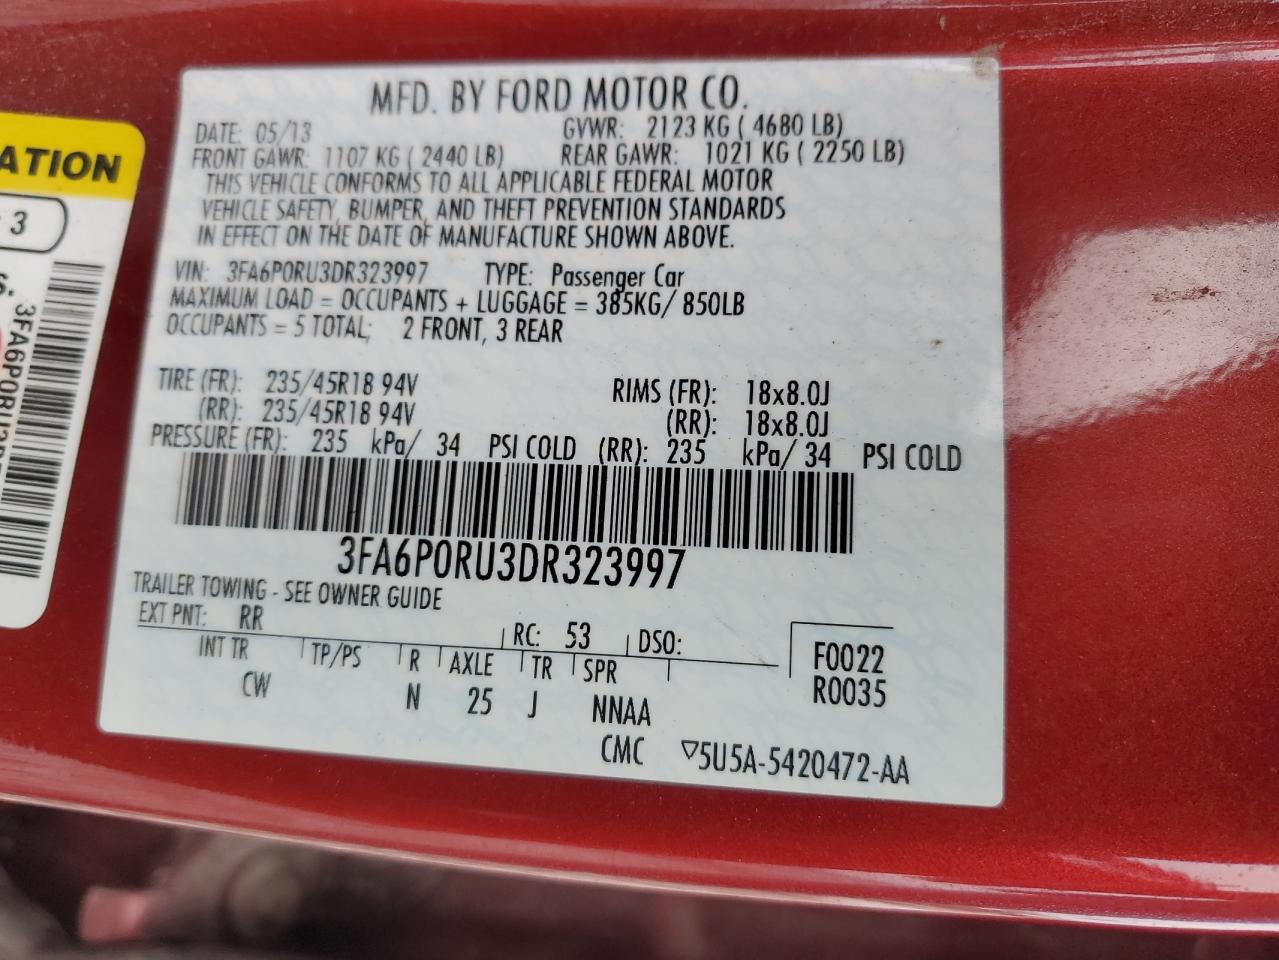 MFD. BY FORD MOTOR CO.
DATE: 05/13 GVWR: 2123 KG ( 4680 LB)
FRONT GAWR: 1107 KG ( 2440 LB) REAR GAWR: 1021 KG ( 2250 LB)
THIS VEHICLE CONFORMS TO ALL APPLICABLE FEDERAL MOTOR
VEHICLE SAFETY, BUMPER, AND THEFT PREVENTION STANDARDS
IN EFFECT ON THE DATE OF MANUFACTURE SHOWN ABOVE.
VIN: 3FA6P0RU3DR323997 TYPE: Passenger Car
MAXIMUM LOAD = OCCUPANTS + LUGGAGE = 385KG/ 850LB
OCCUPANTS = 5 TOTAL; 2 FRONT, 3 REAR
TIRE (FR): 235/45R18 94V RIMS (FR): 18x8.0J
(RR): 235/45R18 94V (RR): 18x8.0J
PRESSURE (FR): 235 kPa/ 34 PSI COLD (RR): 235 kPa/ 34 PSI COLD
3FA6P0RU3DR323997
TRAILER TOWING - SEE OWNER GUIDE
EXT PNT: RR RC: 53 DSO:
INT TR TP/PS R AXLE TR SPR
CW N 25 J NNAA
CMC
F0022
R0035
▽5U5A-5420472-AA
ATION
3
S.
3FA6P0RU3DR